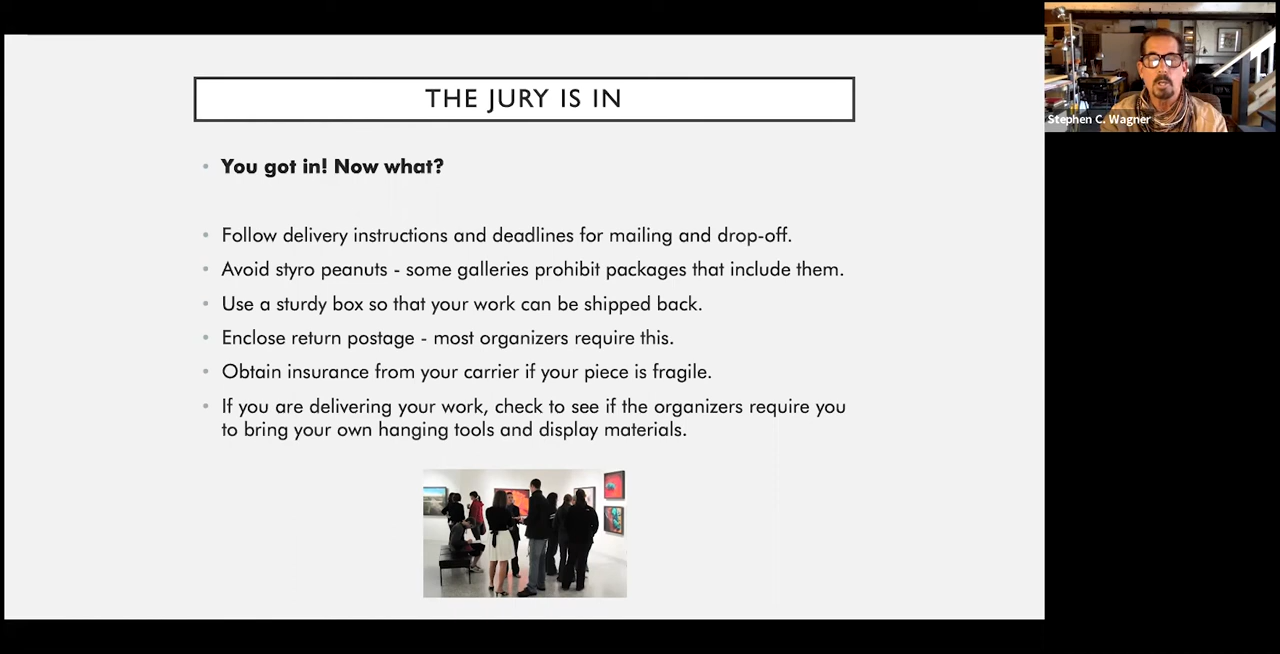 THE JURY IS IN
Stephen C. Wagner
• You got in! Now what?
• Follow delivery instructions and deadlines for mailing and drop-off.
• Avoid styro peanuts - some galleries prohibit packages that include them.
• Use a sturdy box so that your work can be shipped back.
• Enclose return postage - most organizers require this.
• Obtain insurance from your carrier if your piece is fragile.
• If you are delivering your work, check to see if the organizers require you
to bring your own hanging tools and display materials.